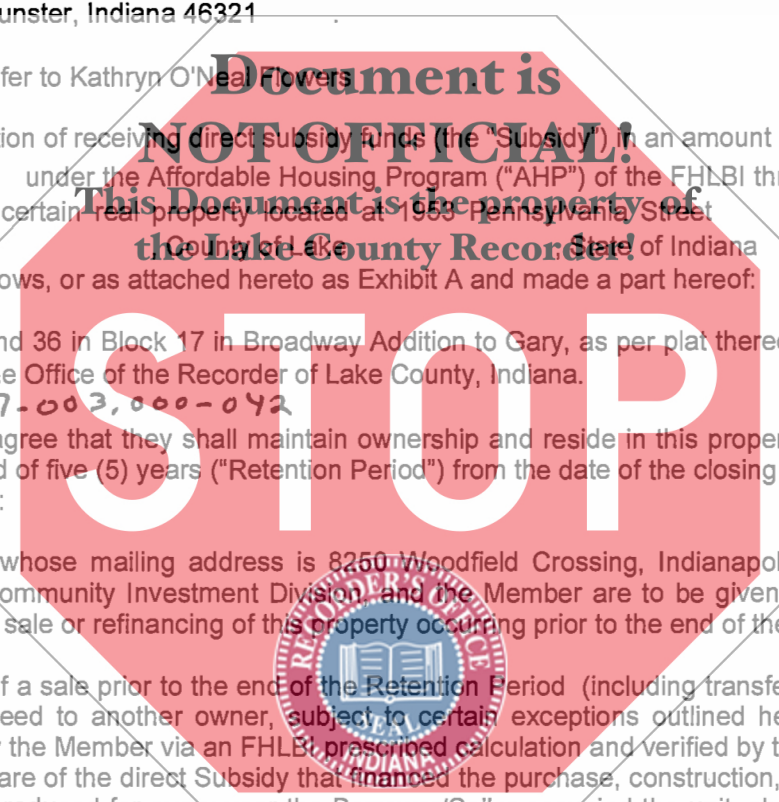 unster, Indiana 46321
fer to Kathryn O'Neal Flowers
Document is
tion of receiving direct subsidy funds (the "Subsidy") in an amount
NOT OFFICIAL!
under the Affordable Housing Program ("AHP") of the FHLBI thr
This Document is the property of
certain real property located at 1953 Pennsylvania Street
the Lake County Recorder!
, County of Lake , State of Indiana
ows, or as attached hereto as Exhibit A and made a part hereof:
STOP
nd 36 in Block 17 in Broadway Addition to Gary, as per plat thereo
e Office of the Recorder of Lake County, Indiana.
7-003.000-042
agree that they shall maintain ownership and reside in this proper
d of five (5) years ("Retention Period") from the date of the closing
:
whose mailing address is 8250 Woodfield Crossing, Indianapol
ommunity Investment Division, and the Member are to be given
sale or refinancing of this property occurring prior to the end of the
RECORDER'S OFFICE
SEAL
INDIANA
f a sale prior to the end of the Retention Period (including transfe
eed to another owner, subject to certain exceptions outlined he
the Member via an FHLBI prescribed calculation and verified by t
are of the direct Subsidy that financed the purchase, construction,